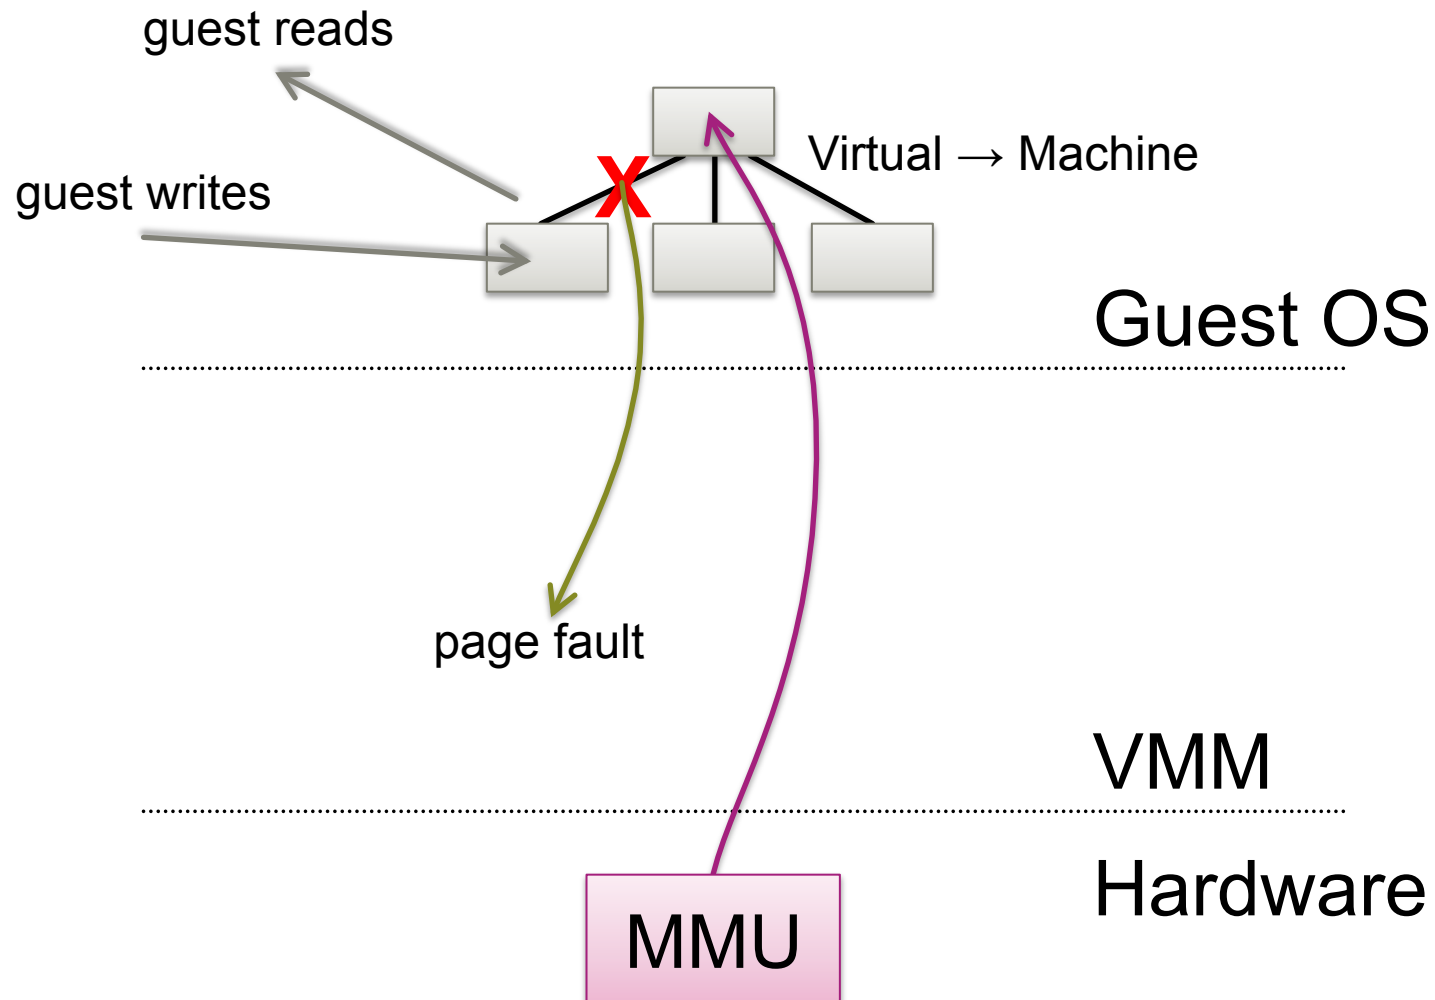 guest reads
Virtual → Machine
guest writes
X
Guest OS
page fault
VMM
Hardware
MMU